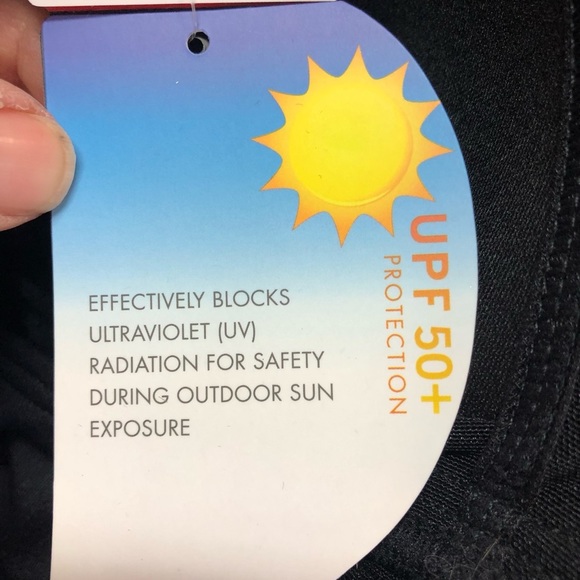 EFFECTIVELY BLOCKS
ULTRAVIOLET (UV)
RADIATION FOR SAFETY
DURING OUTDOOR SUN
EXPOSURE
UPF 50+
PROTECTION